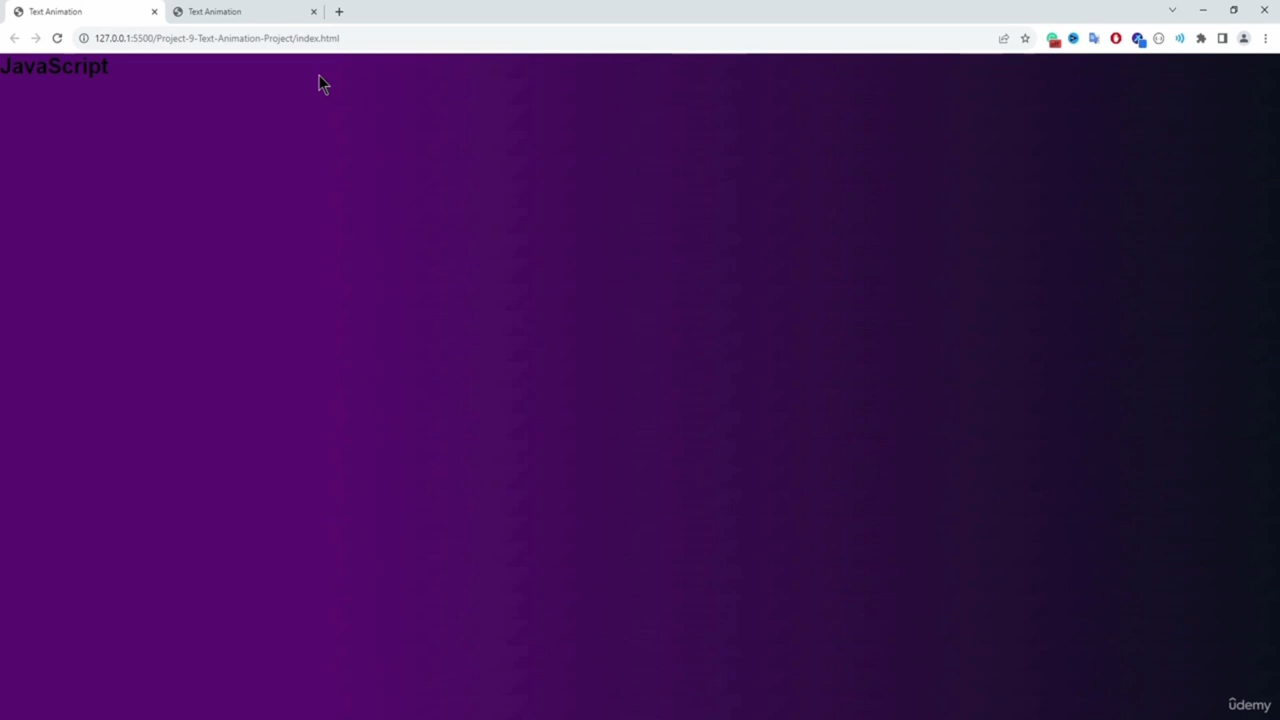 Text Animation
Text Animation
127.0.0.1:5500/Project-9-Text-Animation-Project/index.html
JavaScript
ûdemy